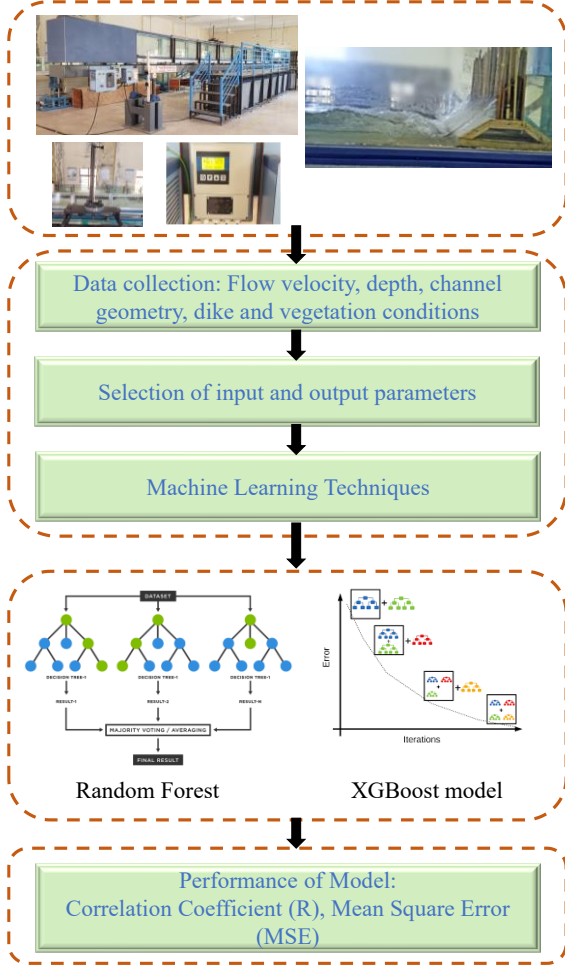 Data collection: Flow velocity, depth, channel
geometry, dike and vegetation conditions
Selection of input and output parameters
Machine Learning Techniques
DATASET
DECISION TREE-1
DECISION TREE-1
DECISION TREE-1
RESULT-1
RESULT-2
RESULT-N
MAJORITY VOTING / AVERAGING
FINAL RESULT
Random Forest
Error
Iterations
XGBoost model
Performance of Model:
Correlation Coefficient (R), Mean Square Error
(MSE)